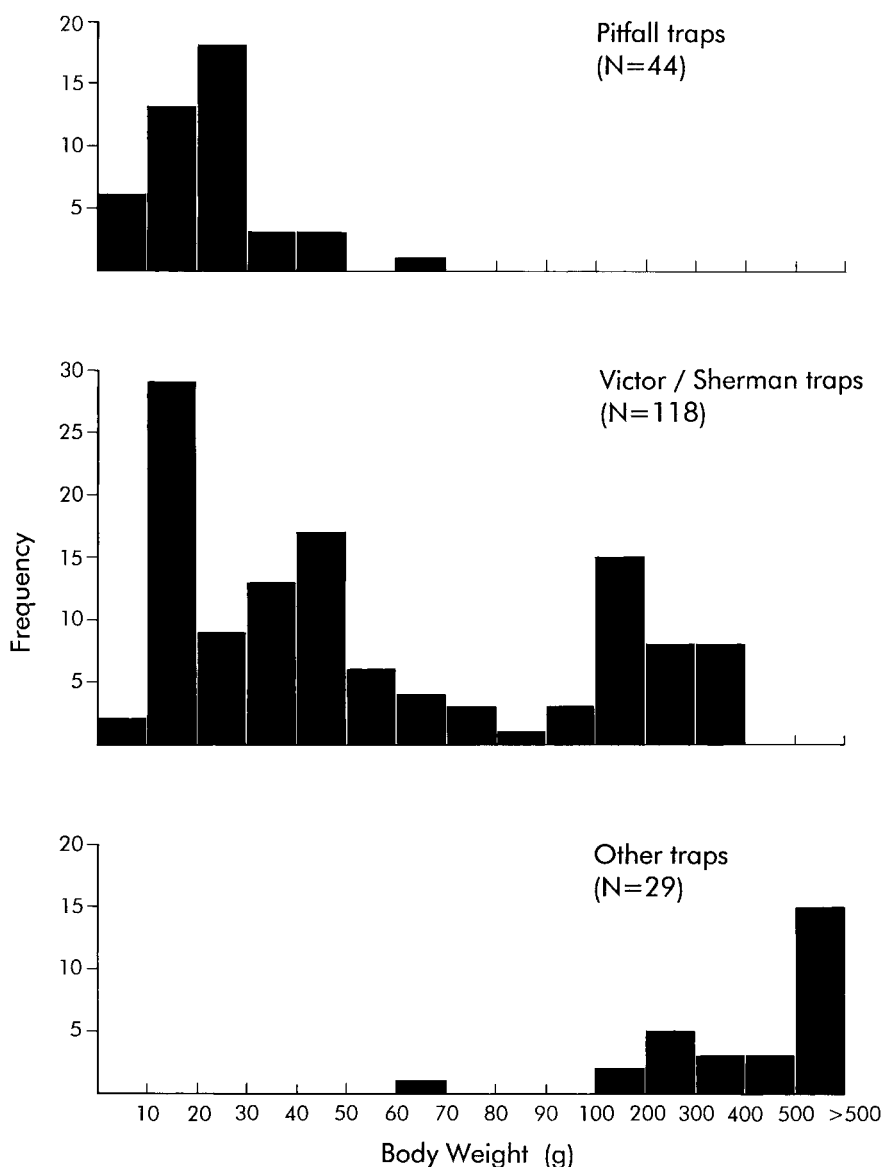 Pitfall traps
(N=44)
20
15
10
5
Victor / Sherman traps
(N=118)
30
25
20
15
10
5
Frequency
Other traps
(N=29)
20
15
10
5
10 20 30 40 50 60 70 80 90 100 200 300 400 500 >500
Body Weight (g)